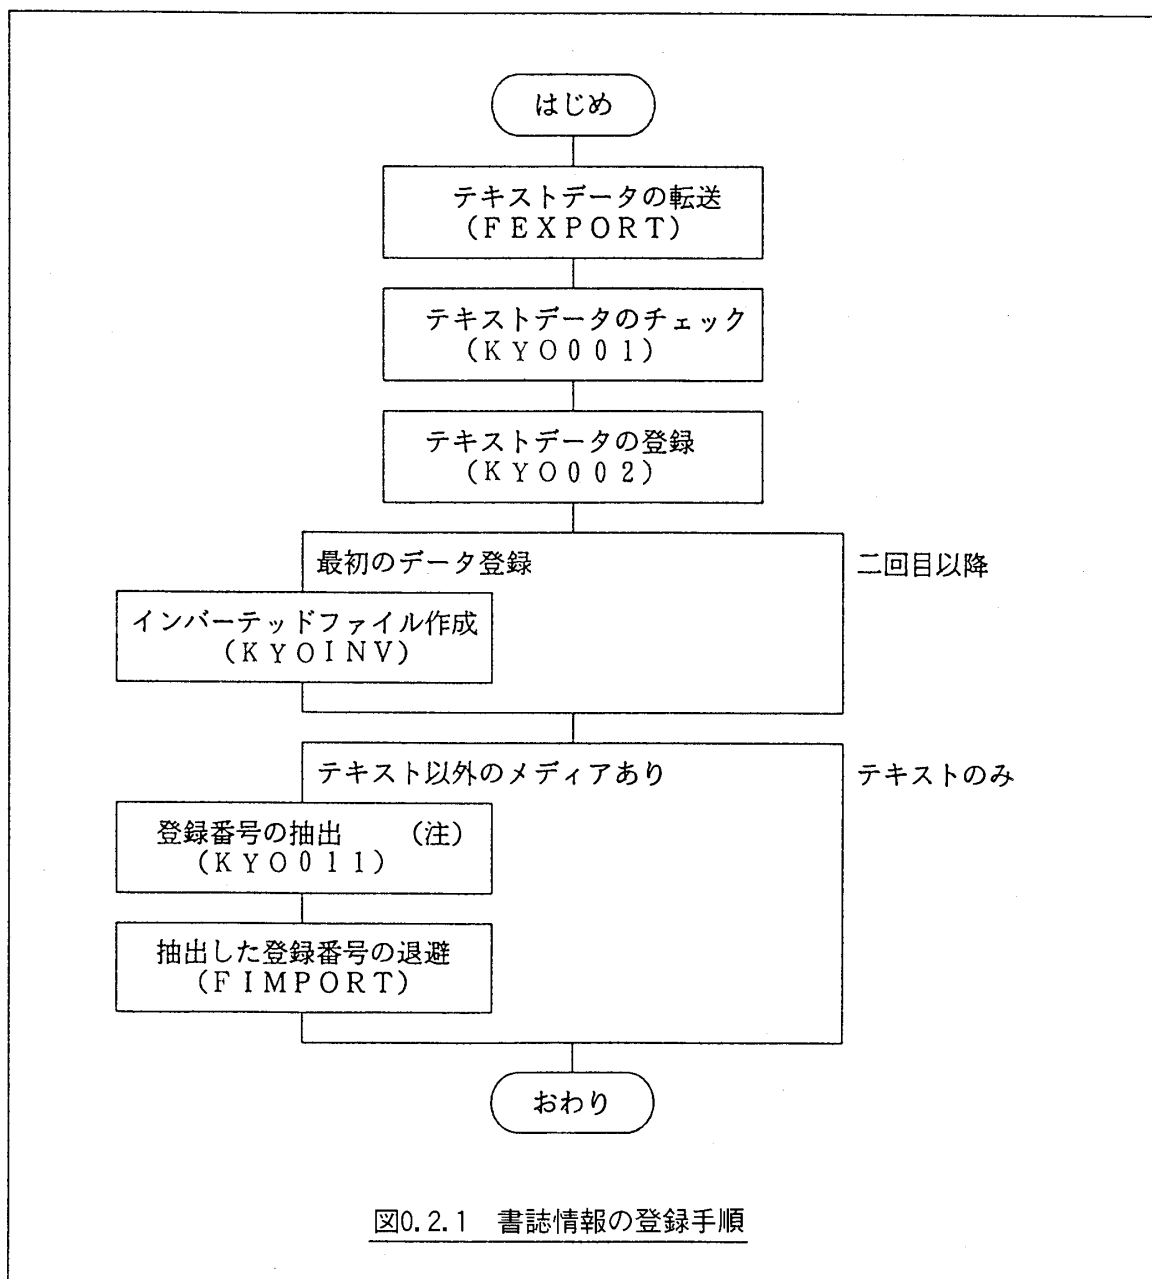 はじめ
テキストデータの転送
(FEXPORT)
テキストデータのチェック
(KYO001)
テキストデータの登録
(KYO002)
最初のデータ登録
二回目以降
インバーテッドファイル作成
(KYOINV)
テキスト以外のメディアあり
テキストのみ
登録番号の抽出 (注)
(KYO011)
抽出した登録番号の退避
(FIMPORT)
おわり
図0.2.1 書誌情報の登録手順